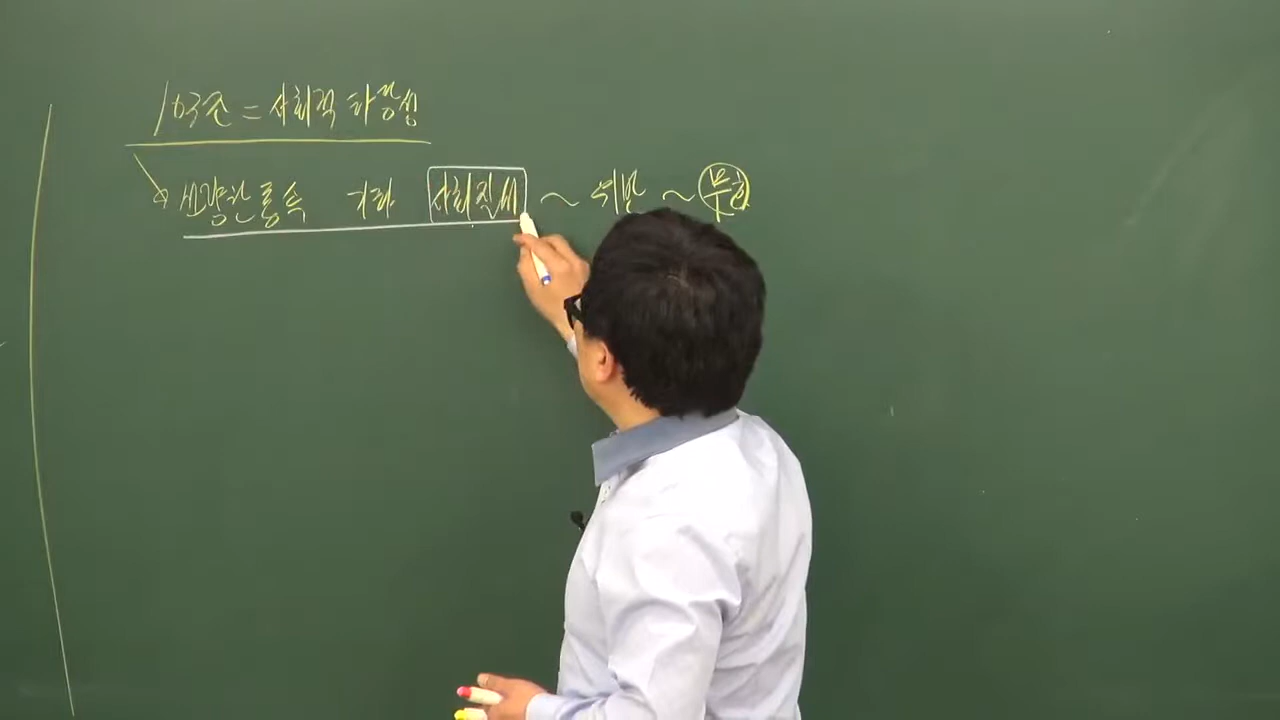 103조 = 사회적 타당성
선량한 풍속 기타 사회질서 ~ 위반 ~ 무효